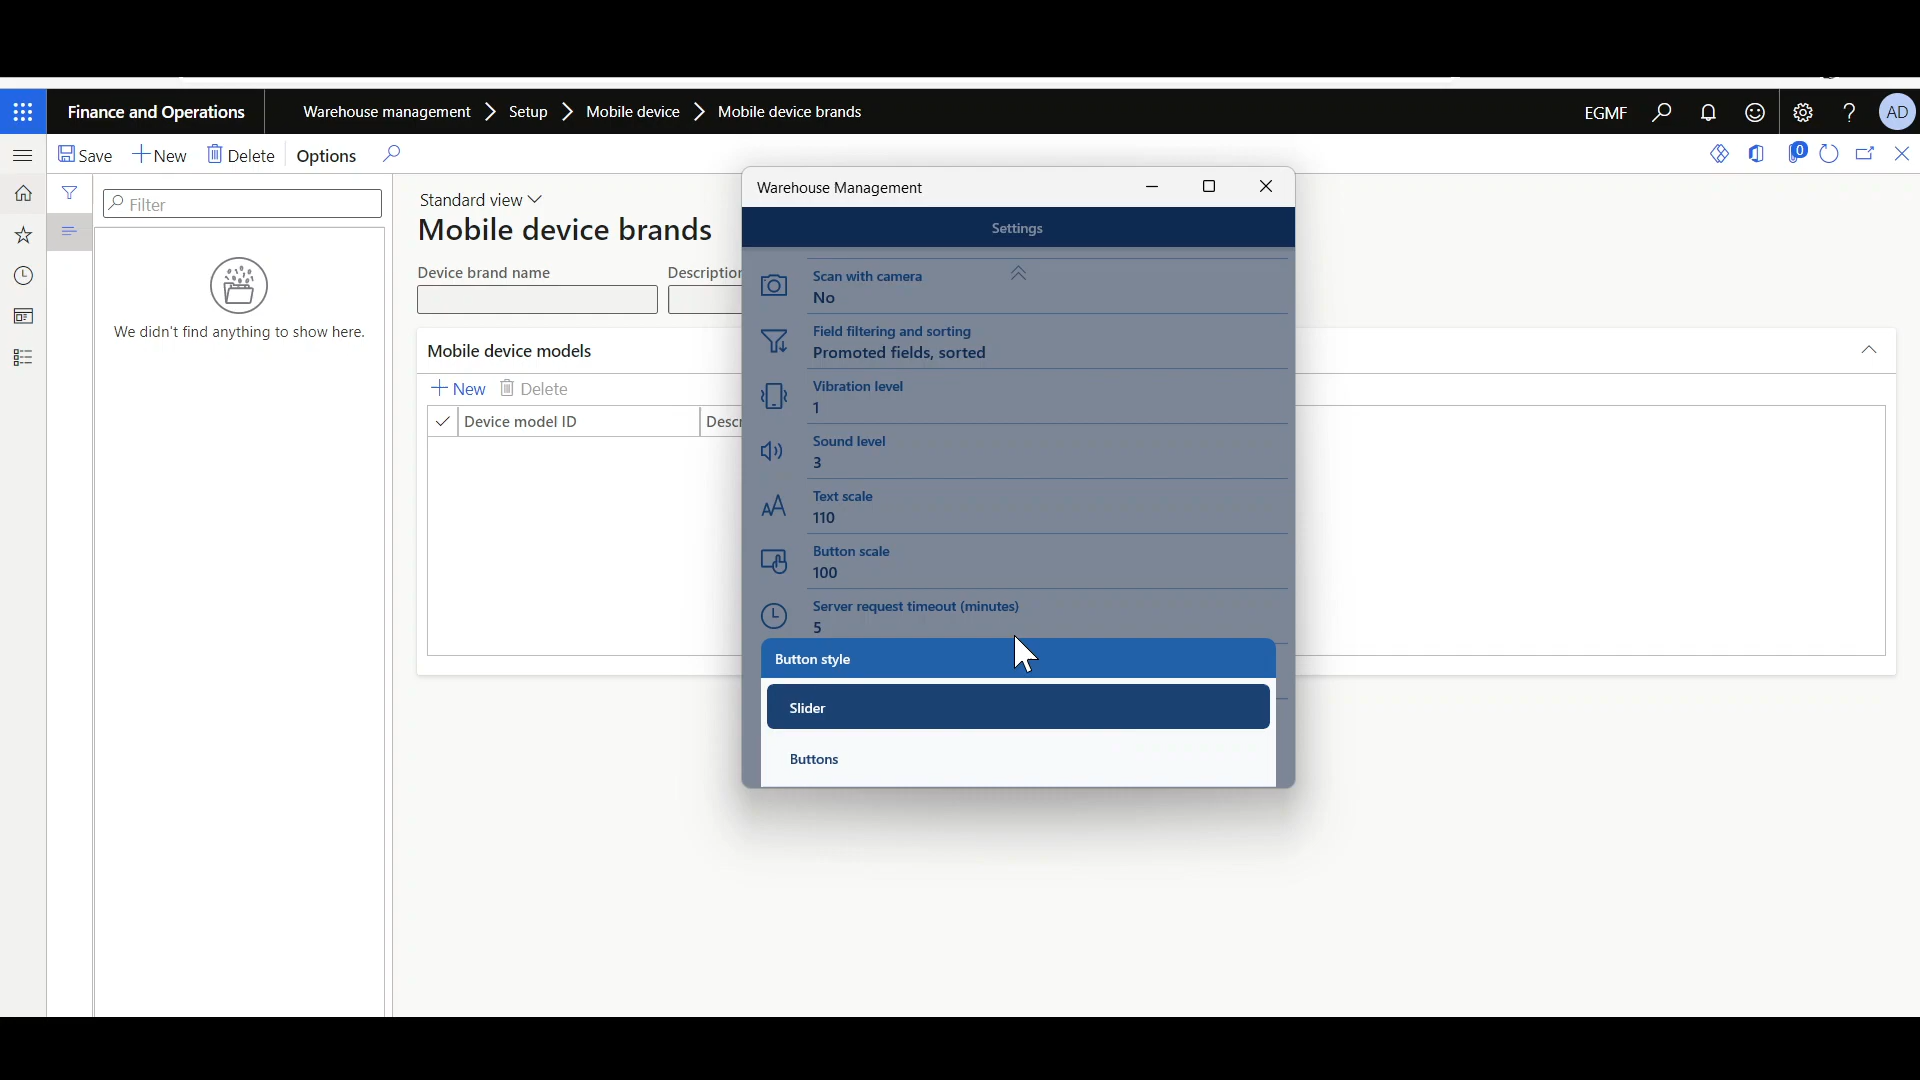 Finance and Operations
Warehouse management
Setup
Mobile device
Mobile device brands
EGMF
AD
Save
New
Delete
Options
0
Filter
We didn't find anything to show here.
Standard view
Mobile device brands
Device brand name
Description
Mobile device models
New
Delete
Device model ID
Descr
Warehouse Management
Settings
Scan with camera
No
Field filtering and sorting
Promoted fields, sorted
Vibration level
1
Sound level
3
Text scale
110
Button scale
100
Server request timeout (minutes)
5
Button style
Slider
Buttons